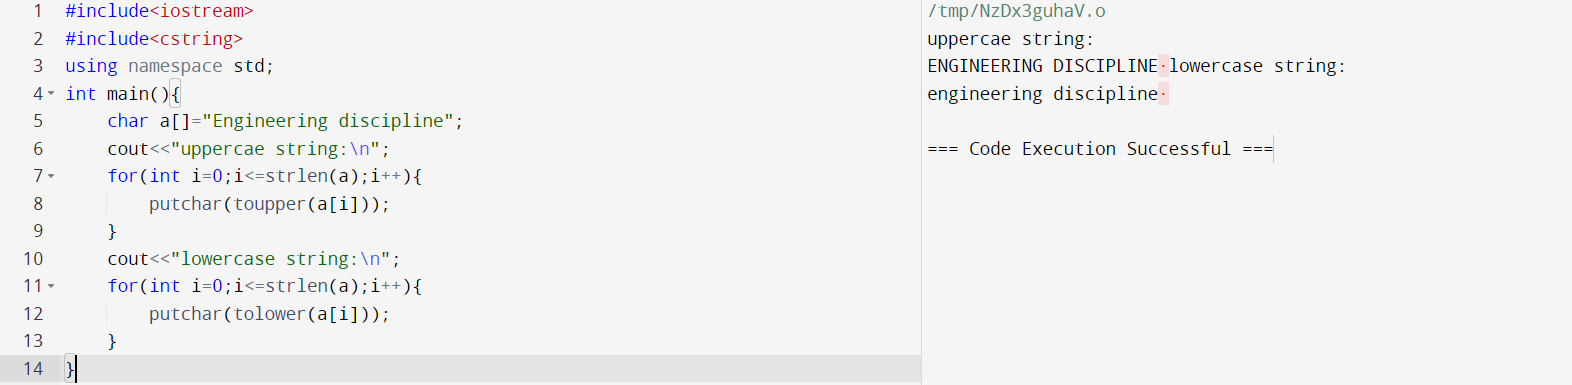 1 #include<iostream>
2 #include<cstring>
3 using namespace std;
4 int main(){
5     char a[]="Engineering discipline";
6     cout<<"uppercae string:\n";
7     for(int i=0;i<=strlen(a);i++){
8         putchar(toupper(a[i]));
9     }
10     cout<<"lowercase string:\n";
11     for(int i=0;i<=strlen(a);i++){
12         putchar(tolower(a[i]));
13     }
14 }
/tmp/NzDx3guhaV.o
uppercae string:
ENGINEERING DISCIPLINE·lowercase string:
engineering discipline·
=== Code Execution Successful ===